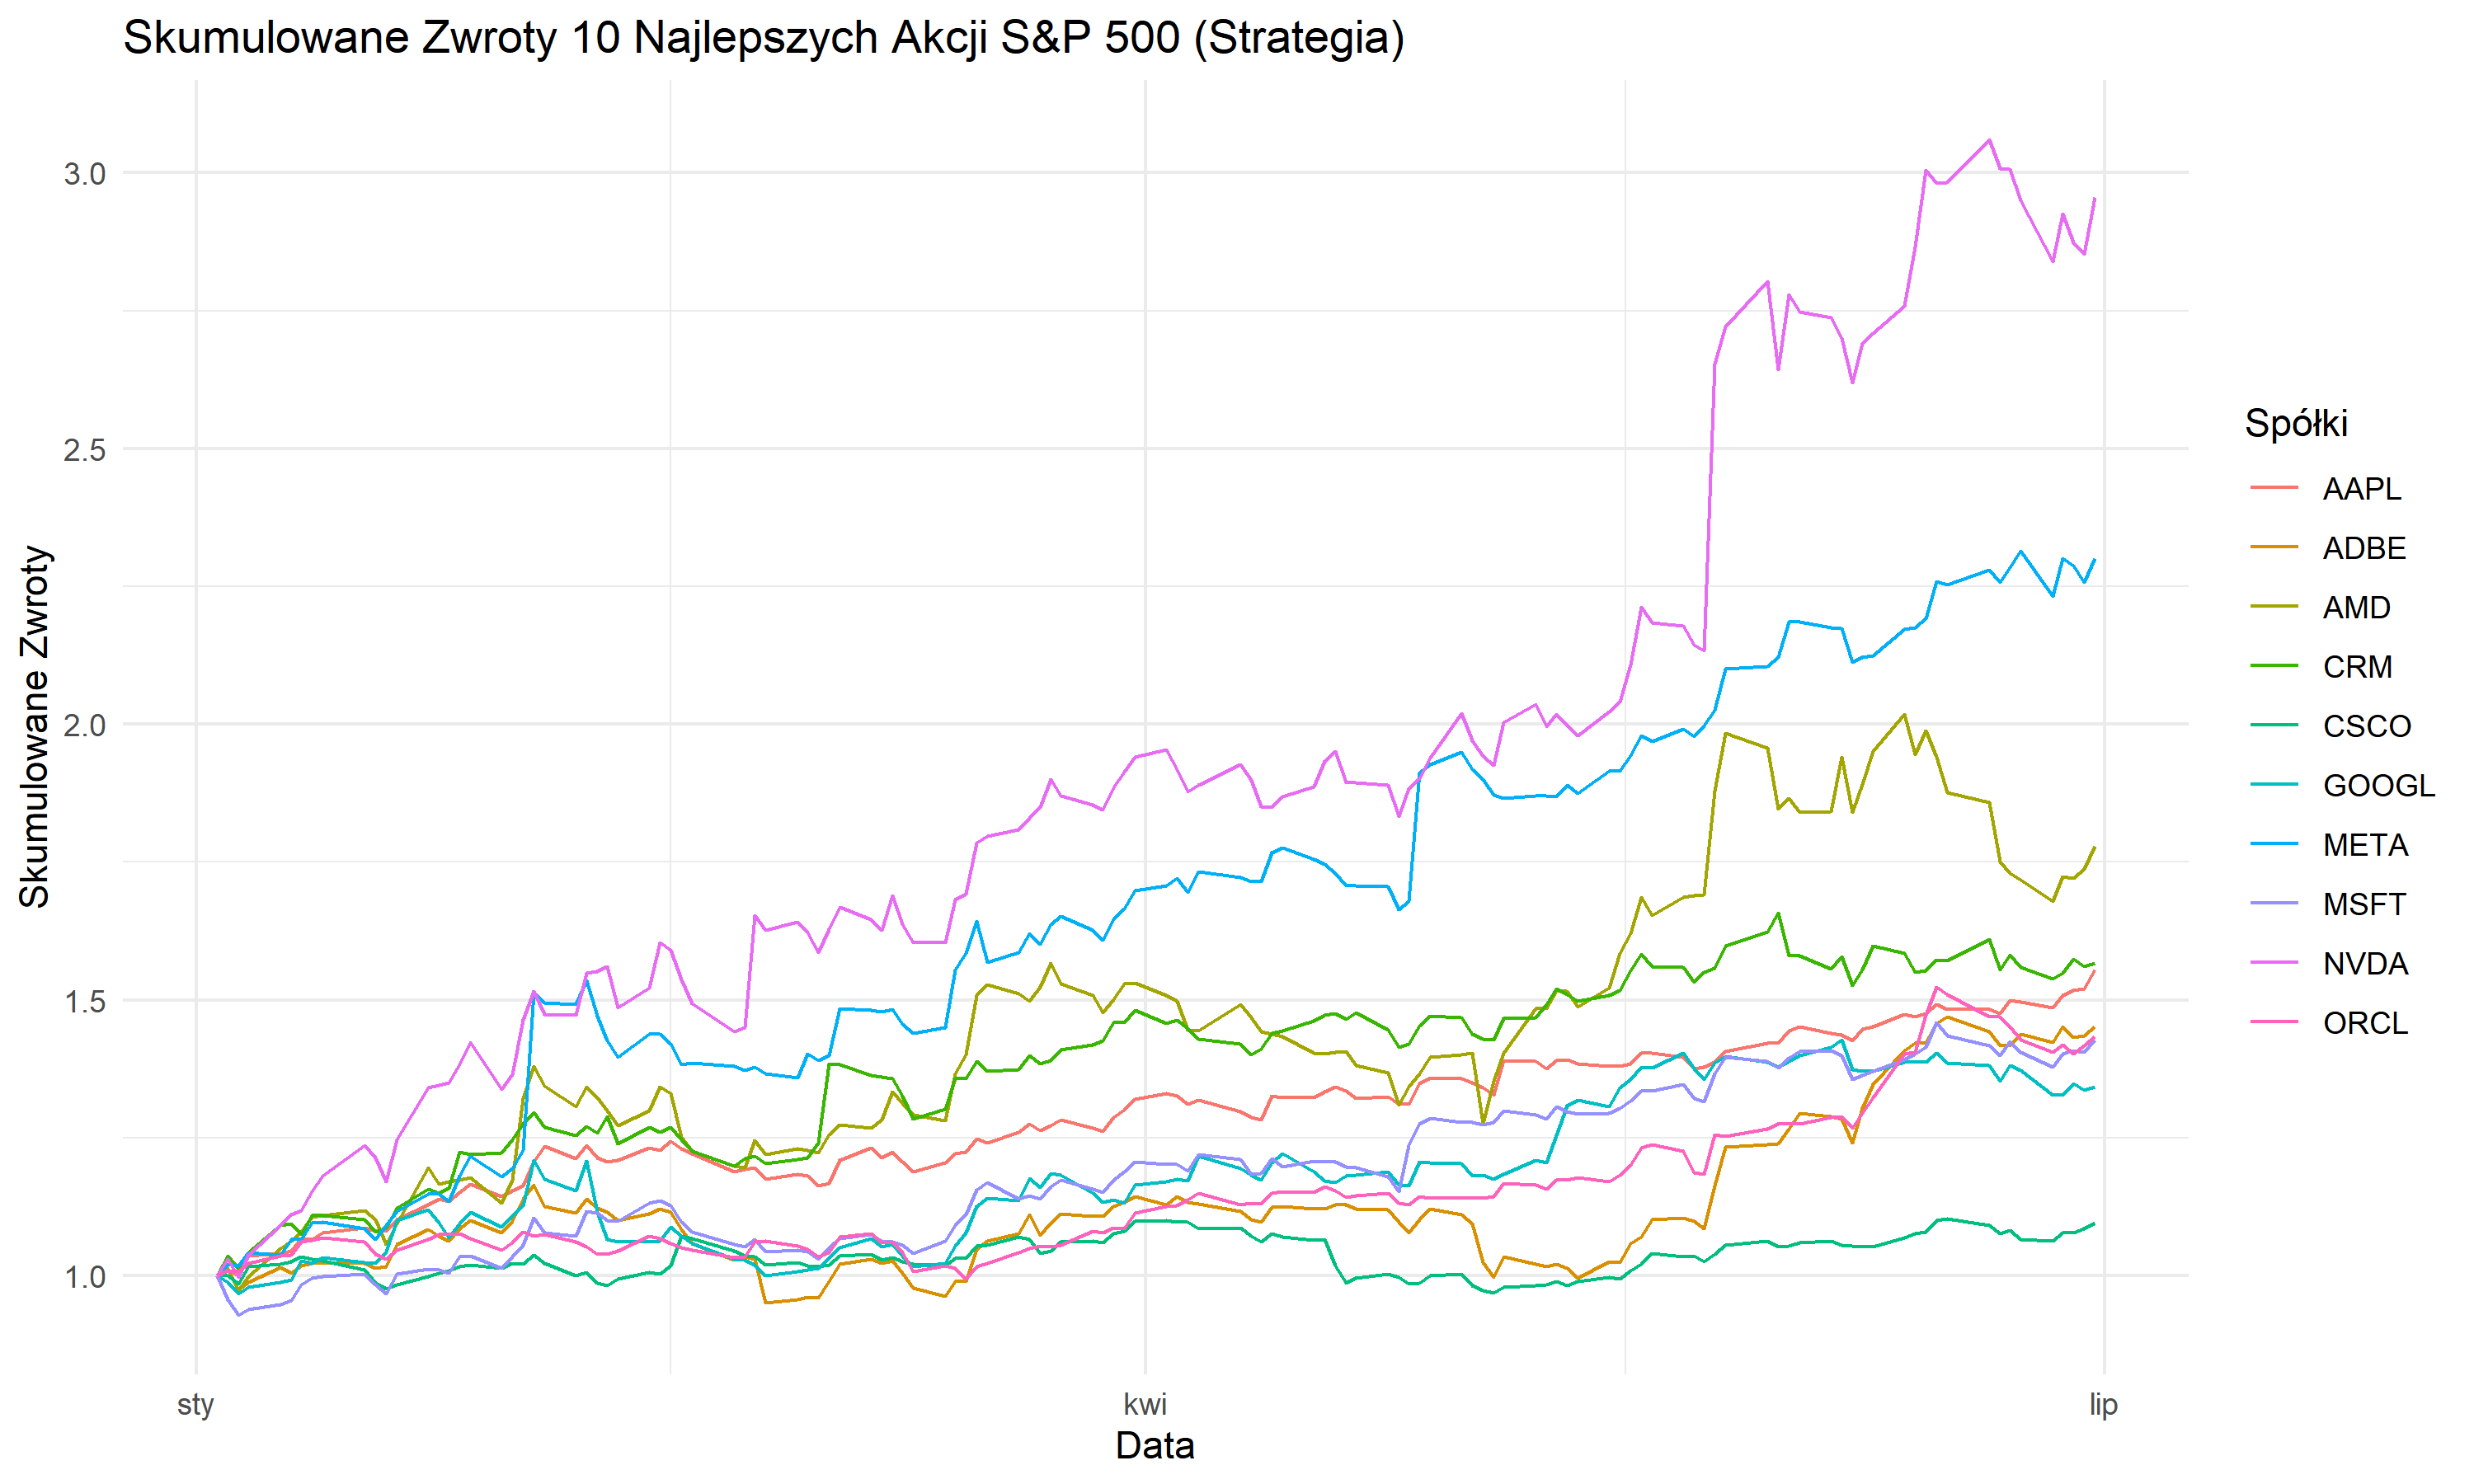 Skumulowane Zwroty 10 Najlepszych Akcji S&P 500 (Strategia)
Skumulowane Zwroty
3.0
2.5
2.0
1.5
1.0
sty
kwi
lip
Data
Spółki
AAPL
ADBE
AMD
CRM
CSCO
GOOGL
META
MSFT
NVDA
ORCL